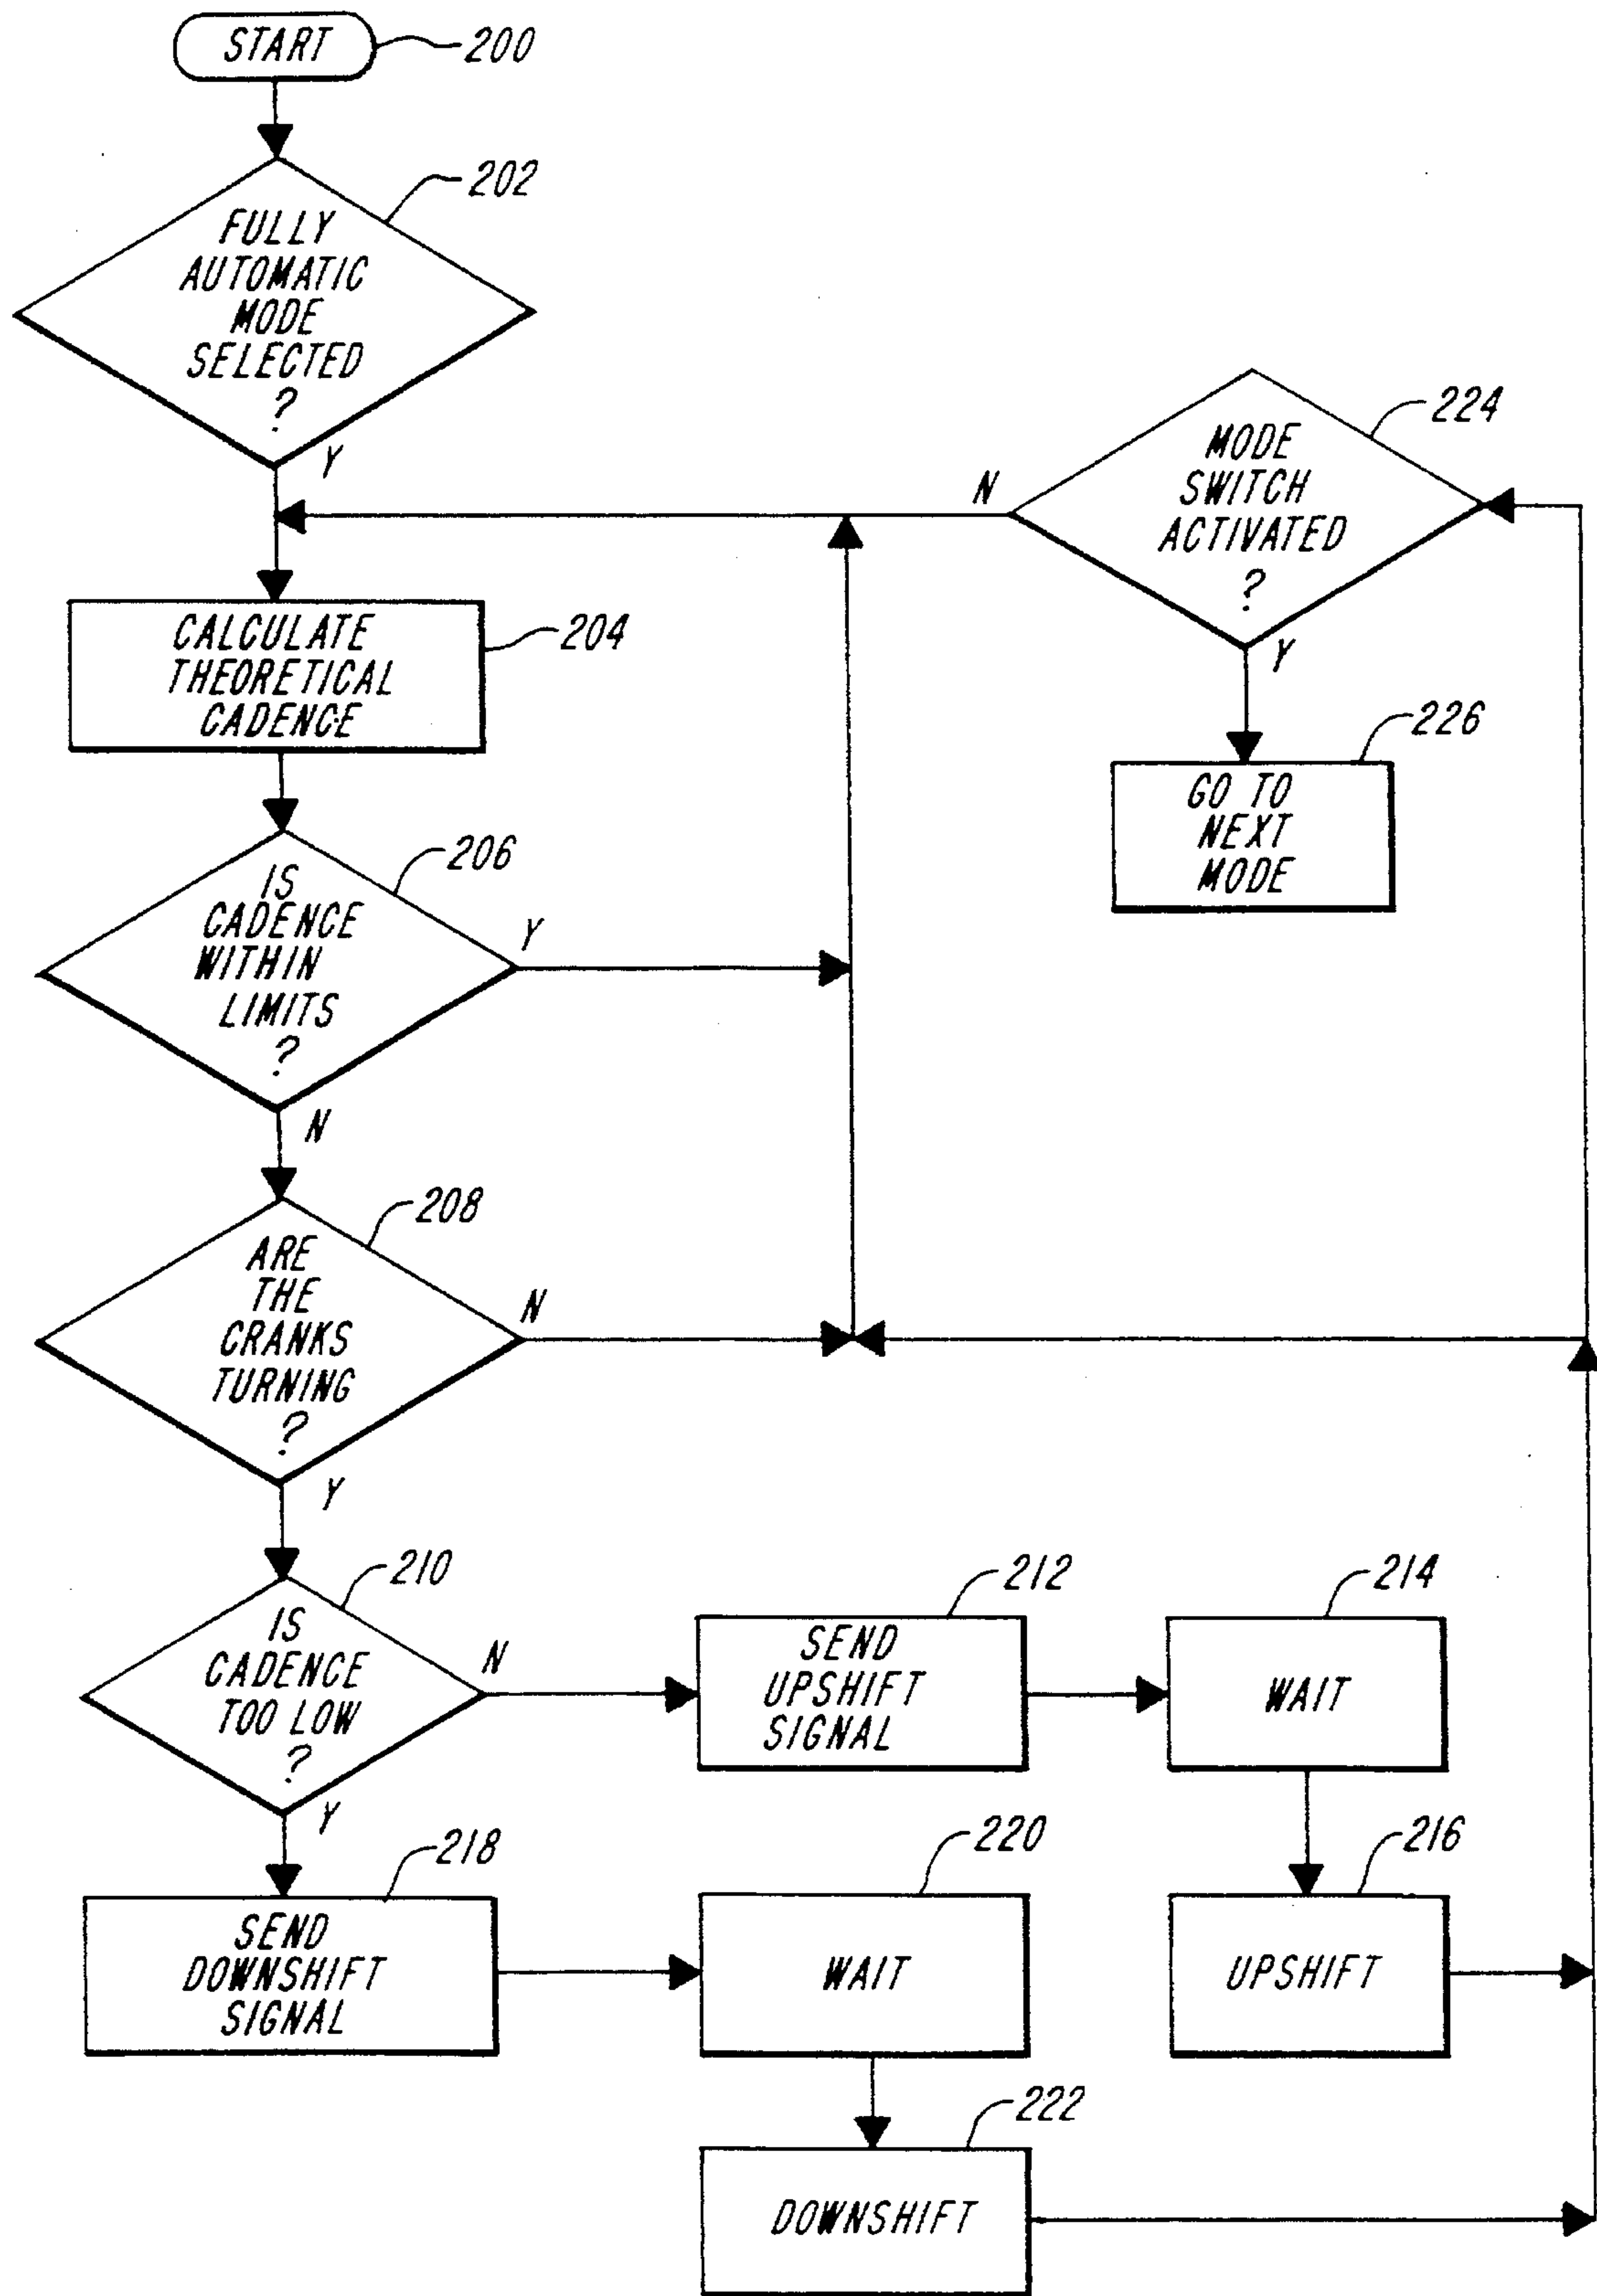 START
200
202
FULLY
AUTOMATIC
MODE
SELECTED
?
Y
224
MODE
SWITCH
ACTIVATED
?
N
Y
CALCULATE
THEORETICAL
CADENCE
204
226
GO TO
NEXT
MODE
206
IS
CADENCE
WITHIN
LIMITS
?
Y
N
208
ARE
THE
CRANKS
TURNING
?
N
Y
210
IS
CADENCE
TOO LOW
?
N
Y
212
SEND
UPSHIFT
SIGNAL
214
WAIT
216
UPSHIFT
218
SEND
DOWNSHIFT
SIGNAL
220
WAIT
222
DOWNSHIFT